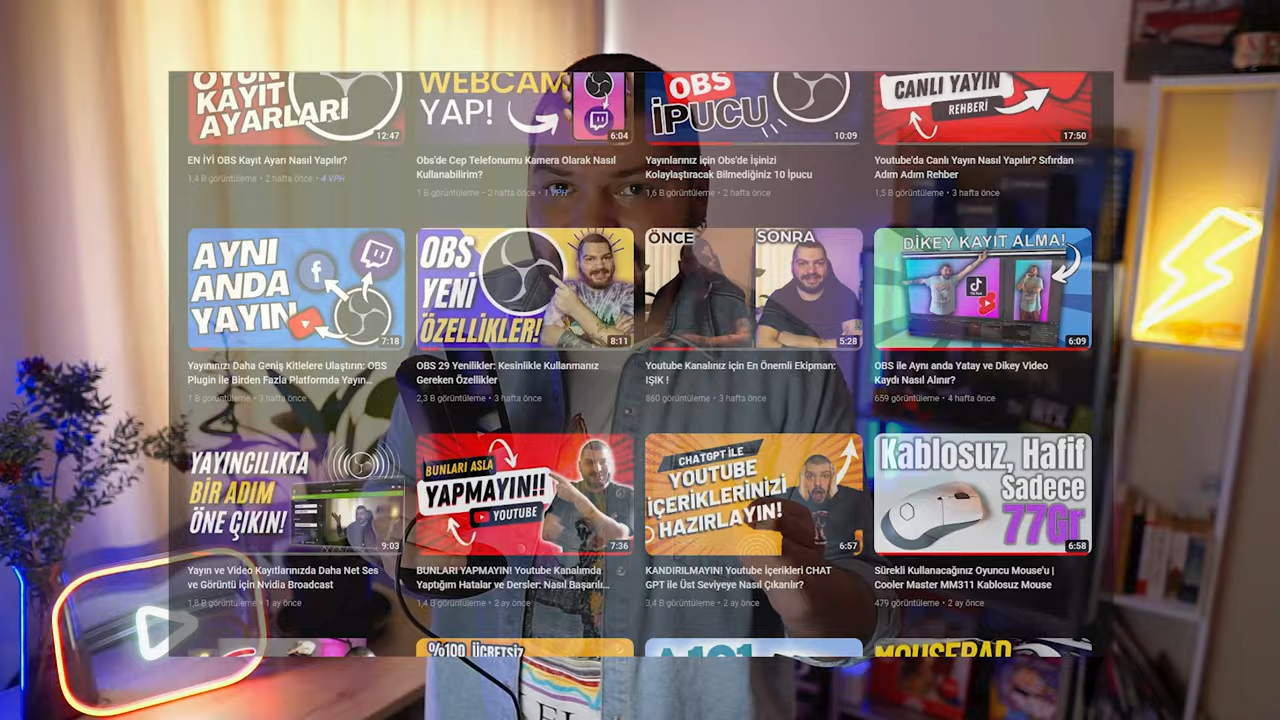 OYUN
KAYIT
AYARLARI
12:47
WEBCAM
YAP!
6:04
OBS
İPUCU
10:09
CANLI YAYIN
REHBERİ
17:50
EN İYİ OBS Kayıt Ayarı Nasıl Yapılır?
1,4 B görüntüleme • 2 hafta önce • 4 VPH
Obs'de Cep Telefonumu Kamera Olarak Nasıl
Kullanabilirim?
1 B görüntüleme • 2 hafta önce • 1 VPH
Yayınlarınız için Obs'de İşinizi
Kolaylaştıracak Bilmediğiniz 10 İpucu
1,6 B görüntüleme • 2 hafta önce
Youtube'da Canlı Yayın Nasıl Yapılır? Sıfırdan
Adım Adım Rehber
1,5 B görüntüleme • 3 hafta önce
AYNI
ANDA
YAYIN
7:18
OBS
YENİ
ÖZELLİKLER!
8:11
ÖNCE
SONRA
5:28
DİKEY KAYIT ALMA!
6:09
Yayınınızı Daha Geniş Kitlelere Ulaştırın: OBS
Plugin ile Birden Fazla Platformda Yayın...
1 B görüntüleme • 3 hafta önce
OBS 29 Yenilikler: Kesinlikle Kullanmanız
Gereken Özellikler
2,3 B görüntüleme • 3 hafta önce
Youtube Kanalınız için En Önemli Ekipman:
IŞIK !
860 görüntüleme • 3 hafta önce
OBS ile Aynı anda Yatay ve Dikey Video
Kaydı Nasıl Alınır?
659 görüntüleme • 4 hafta önce
YAYINCILIKTA
BİR ADIM
ÖNE ÇIKIN!
9:03
BUNLARI ASLA
YAPMAYIN!!
YOUTUBE
7:36
CHATGPT İLE
YOUTUBE
İÇERİKLERİNİZİ
HAZIRLAYIN!
6:57
Kablosuz, Hafif
Sadece
77Gr
6:58
Yayın ve Video Kayıtlarınızda Daha Net Ses
ve Görüntü için Nvidia Broadcast
1,8 B görüntüleme • 1 ay önce
BUNLARI YAPMAYIN! Youtube Kanalımda
Yaptığım Hatalar ve Dersler: Nasıl Başarılı...
1,4 B görüntüleme • 2 ay önce
KANDIRILMAYIN! Youtube İçerikleri CHAT
GPT ile Üst Seviyeye Nasıl Çıkarılır?
3,4 B görüntüleme • 2 ay önce
Sürekli Kullanacağınız Oyuncu Mouse'u |
Cooler Master MM311 Kablosuz Mouse
479 görüntüleme • 2 ay önce
%100 ÜCRETSİZ
A101
MOUSEPAD